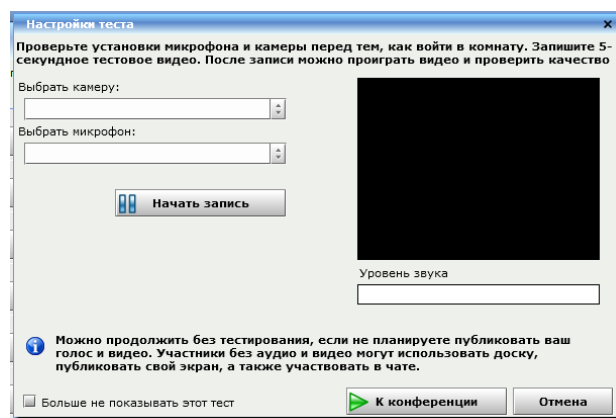 Настройки теста
Проверьте установки микрофона и камеры перед тем, как войти в комнату. Запишите 5-
секундное тестовое видео. После записи можно проиграть видео и проверить качество
Выбрать камеру:
Выбрать микрофон:
Начать запись
Уровень звука
Можно продолжить без тестирования, если не планируете публиковать ваш
голос и видео. Участники без аудио и видео могут использовать доску,
публиковать свой экран, а также участвовать в чате.
Больше не показывать этот тест
К конференции
Отмена